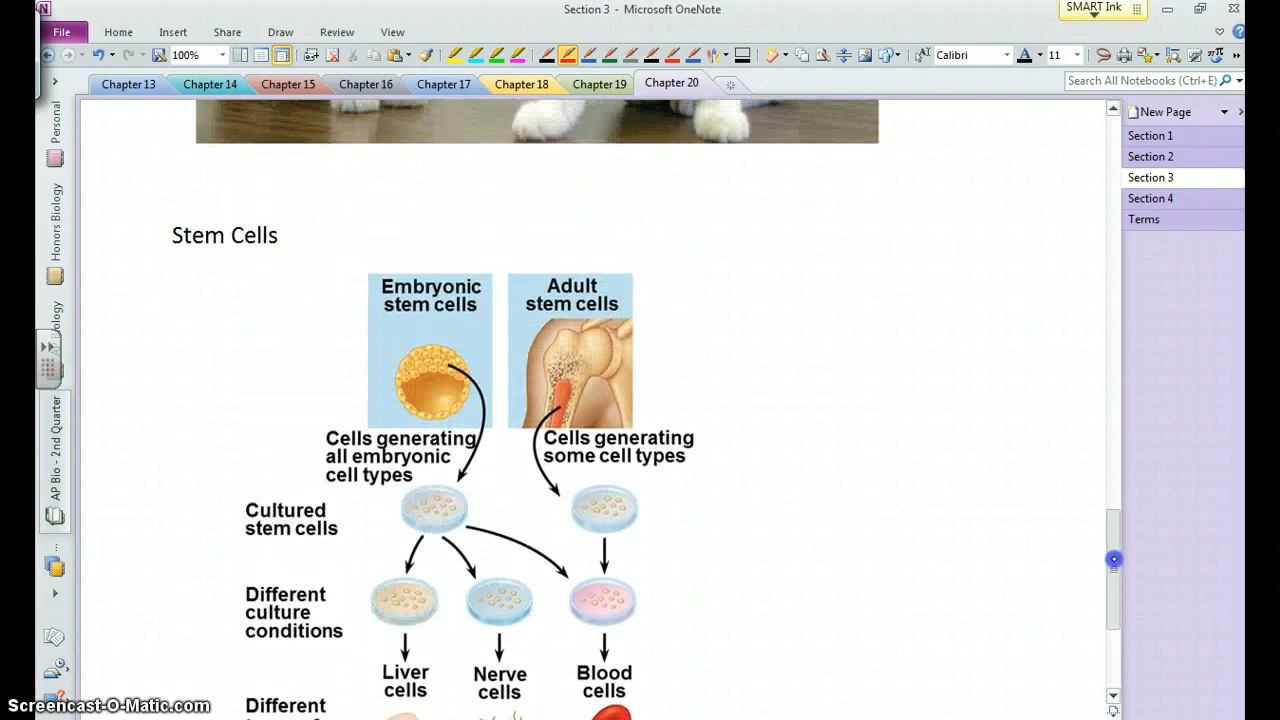 Section 3 - Microsoft OneNote
SMART Ink
File Home Insert Share Draw Review View
100%
Calibri
11
Chapter 13 Chapter 14 Chapter 15 Chapter 16 Chapter 17 Chapter 18 Chapter 19 Chapter 20
Search All Notebooks (Ctrl+E)
New Page
Section 1
Section 2
Section 3
Section 4
Terms
Personal
Honors Biology
AP Bio - 2nd Quarter
Stem Cells
Embryonic
stem cells
Adult
stem cells
Cells generating
all embryonic
cell types
Cells generating
some cell types
Cultured
stem cells
Different
culture
conditions
Liver
cells
Nerve
cells
Blood
cells
Different
Screencast-O-Matic.com